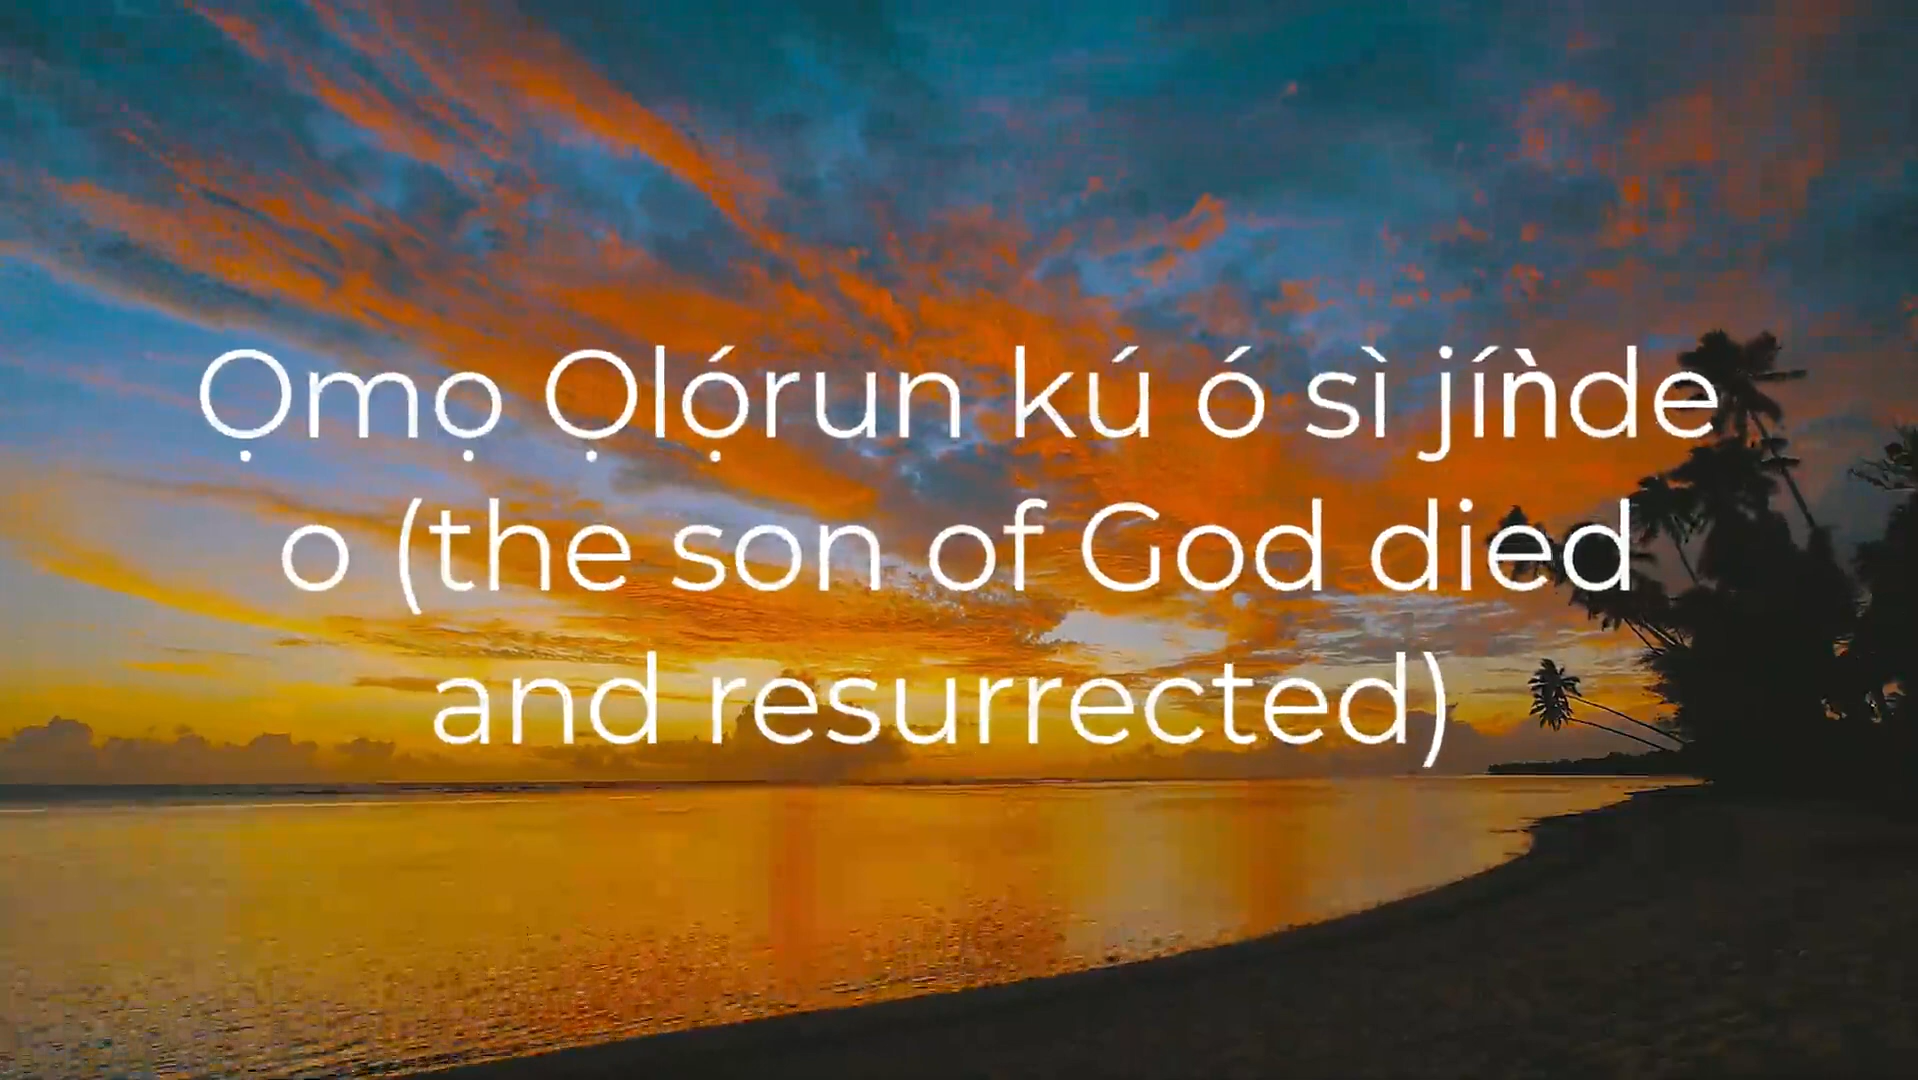 Ọmọ Ọlọ́run kú ó sì jíǹde
o (the son of God died
and resurrected)